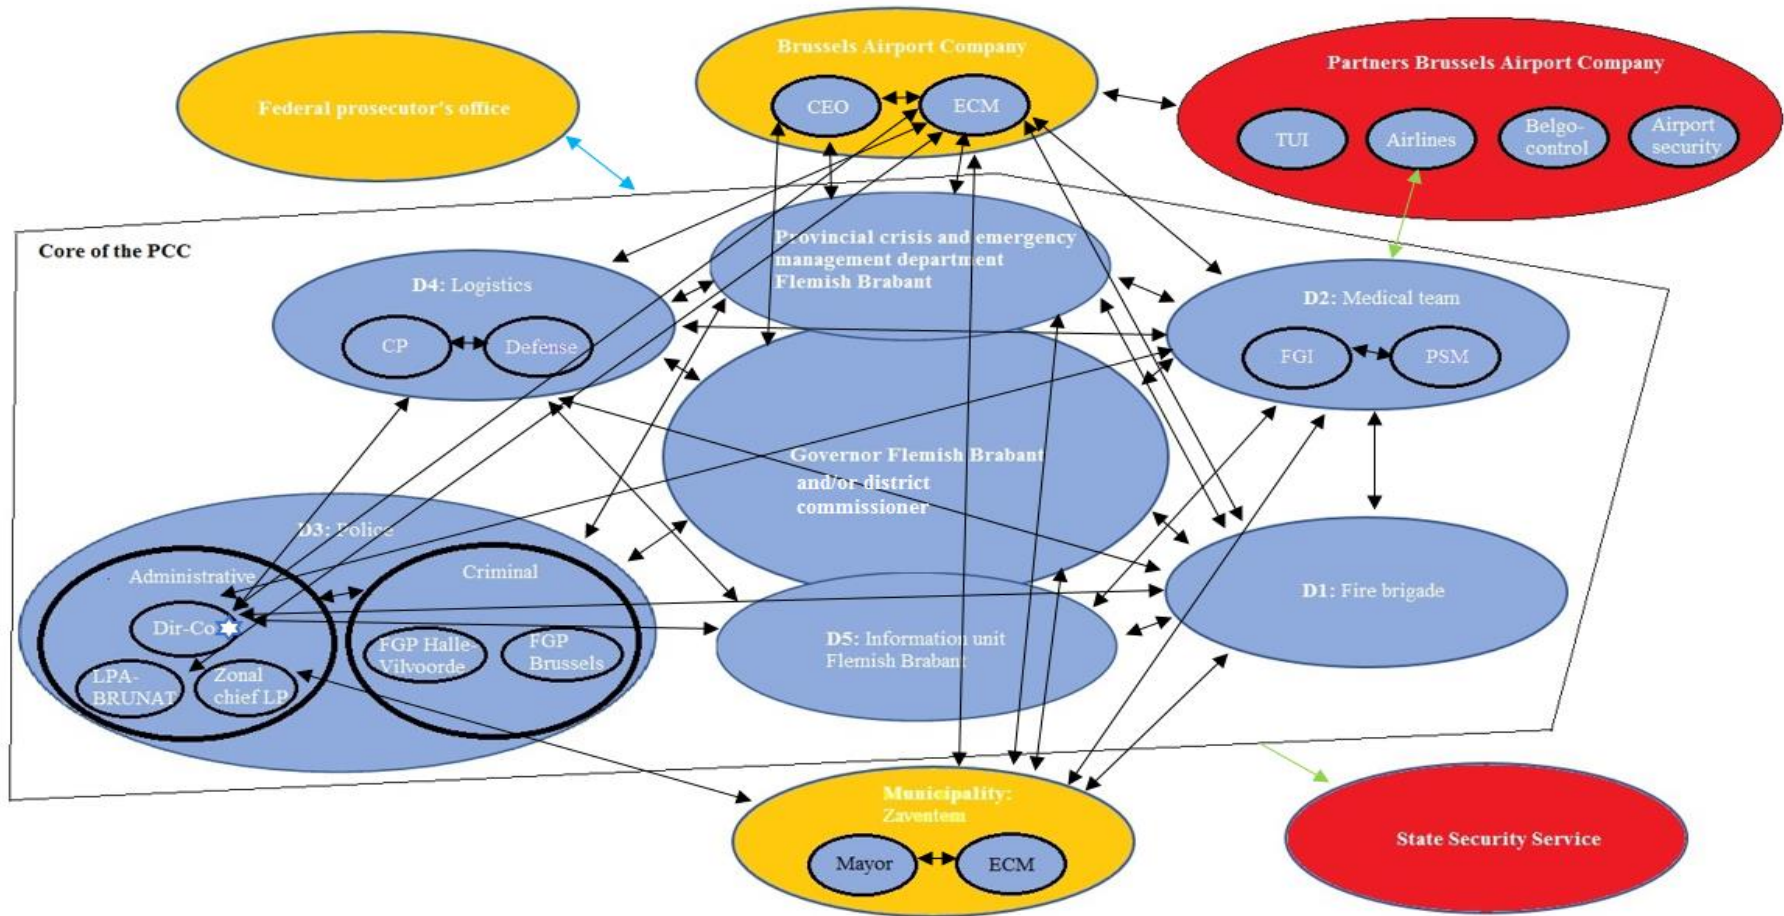 Brussels Airport Company
CEO
ECM
Partners Brussels Airport Company
TUI
Airlines
Belgo-
control
Airport
security
Federal prosecutor's office
Core of the PCC
Provincial crisis and emergency
management department
Flemish Brabant
D4: Logistics
CP
Defense
D2: Medical team
FGI
PSM
Governor Flemish Brabant
and/or district
commissioner
D3: Police
Administrative
Dir-Co
LPA-
BRUNAT
Zonal
chief LP
Criminal
FGP Halle-
Vilvoorde
FGP
Brussels
D5: Information unit
Flemish Brabant
D1: Fire brigade
Municipality:
Zaventem
Mayor
ECM
State Security Service